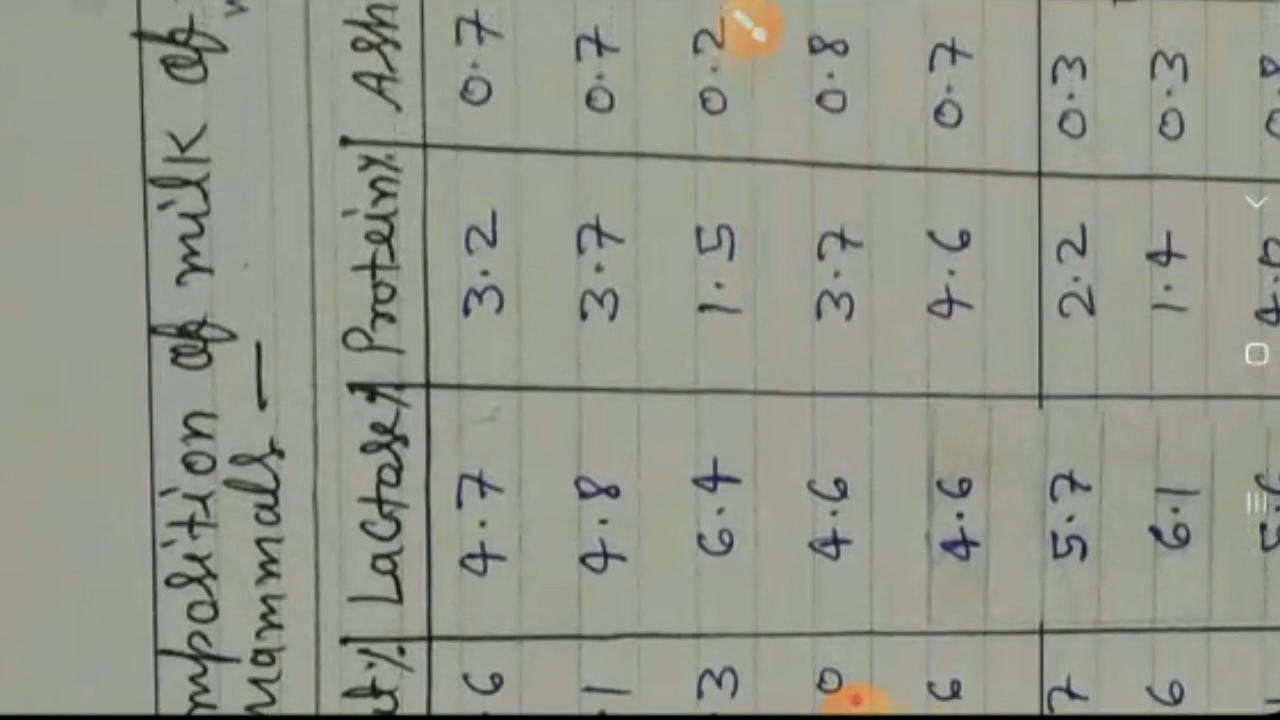 mposition of milk of
mammals —
at% Lactose% Protein% Ash
.6 4.7 3.2 0.7
.1 4.8 3.7 0.7
3 6.4 1.5 0.2
0 4.6 3.7 0.8
6 4.6 4.6 0.7
7 5.7 2.2 0.3
6 6.1 1.4 0.3